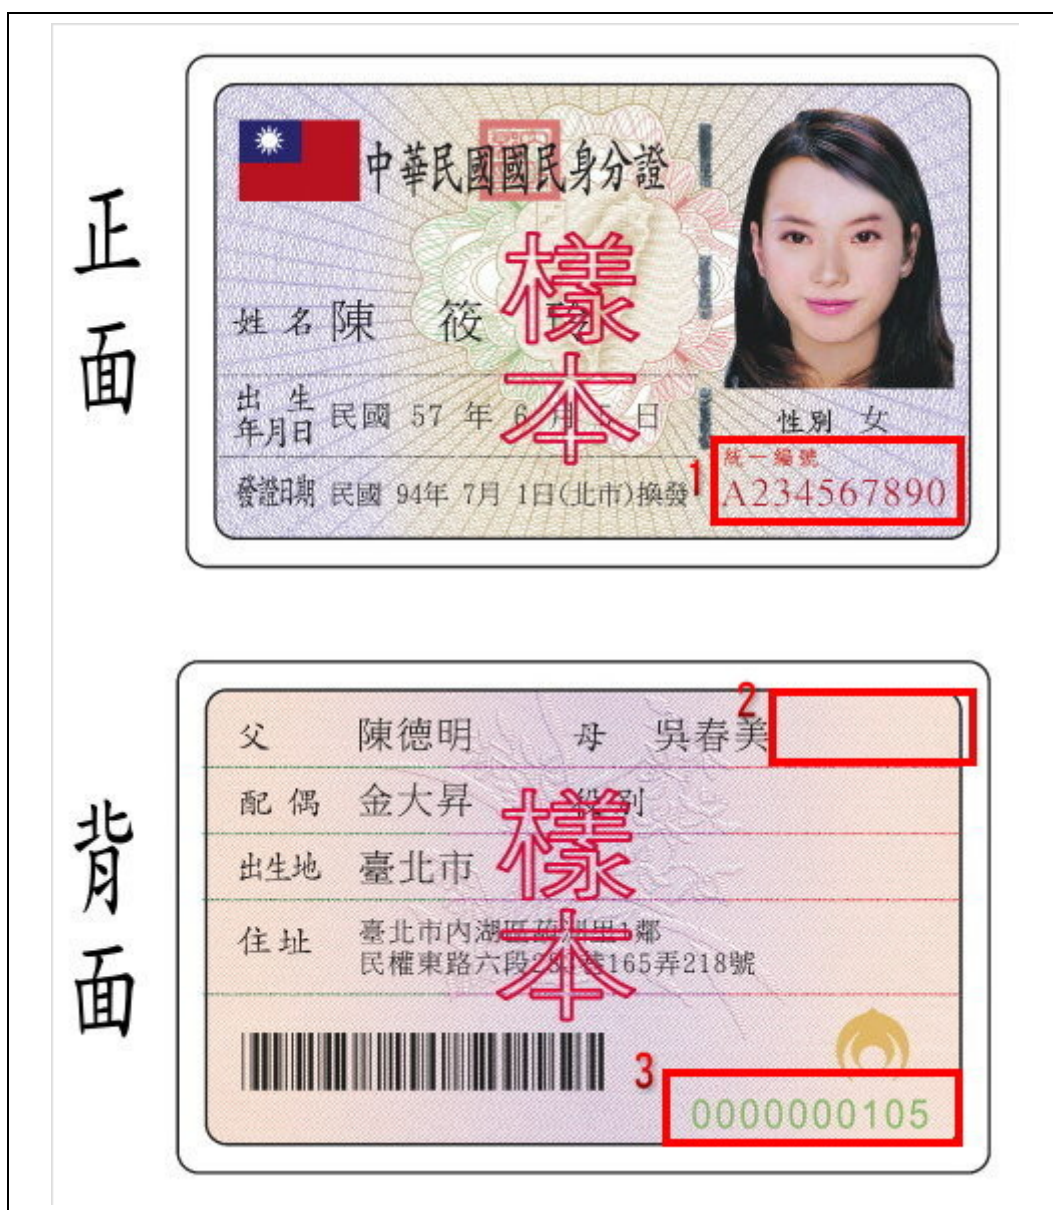 正面
中華民國國民身分證
樣本
姓名 陳 筱
出生年月日 民國 57 年 6 月 5 日
性別 女
發證日期 民國 94年 7月 1日(北市)換發
1
統一編號
A234567890
背面
2
父 陳德明 母 吳春美
配偶 金大昇 役別
樣本
出生地 臺北市
住址 臺北市內湖區 里1鄰
民權東路六段 巷165弄218號
3
0000000105